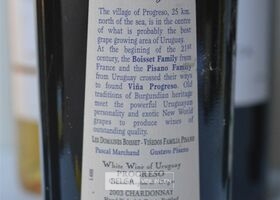 The village of Progreso, 25 km.
north of the sea, is in the centre
of what is probably the best
grape growing area of Uruguay.
At the begining of the 21st
century, the Boisset Family from
France and the Pisano Family
from Uruguay crossed their ways
to found Viña Progreso. Old
traditions of Burgundian heritage
meet the powerful Uruguayan
personality and exotic New World
grapes to produce wines of
outstanding quality.
Les Domaines Boisset - Viñedos Familia Pisano
Pascal Marchand Gustavo Pisano
White Wine of Uruguay
PROGRESO
2003 CHARDONNAY